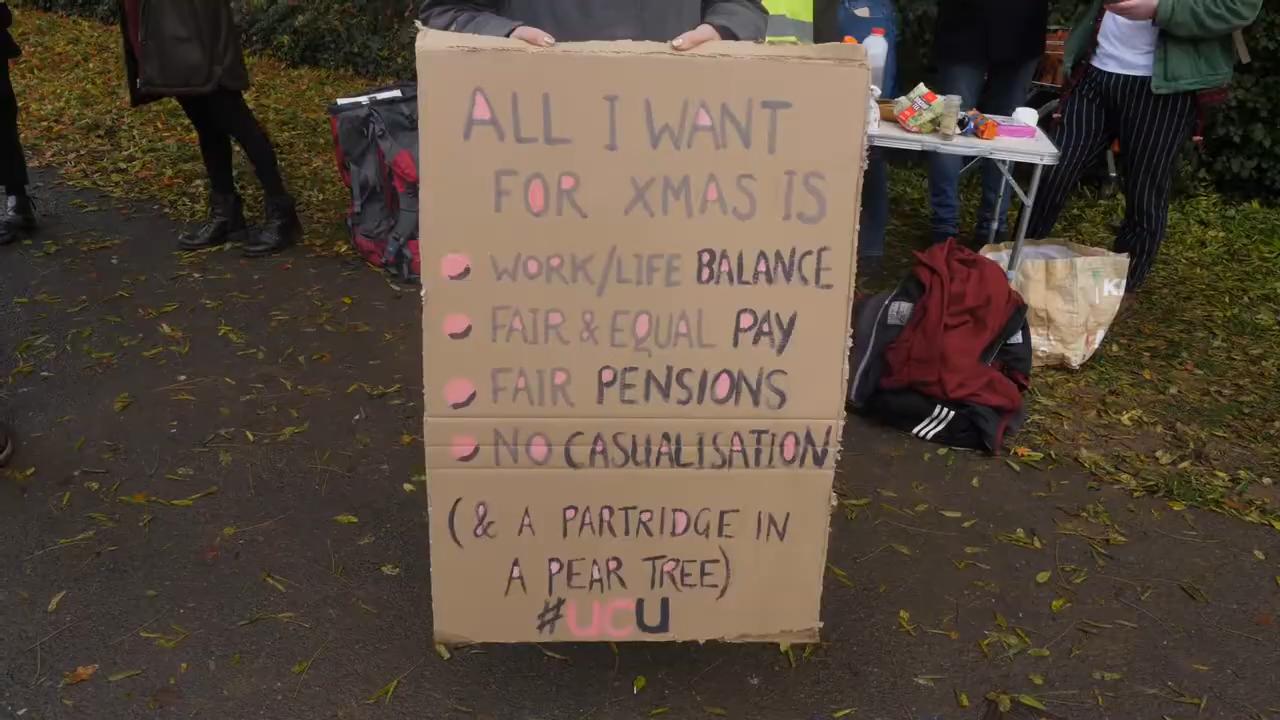 ALL I WANT
FOR XMAS IS
WORK/LIFE BALANCE
FAIR & EQUAL PAY
FAIR PENSIONS
NO CASUALISATION
(& A PARTRIDGE IN
A PEAR TREE)
#UCU